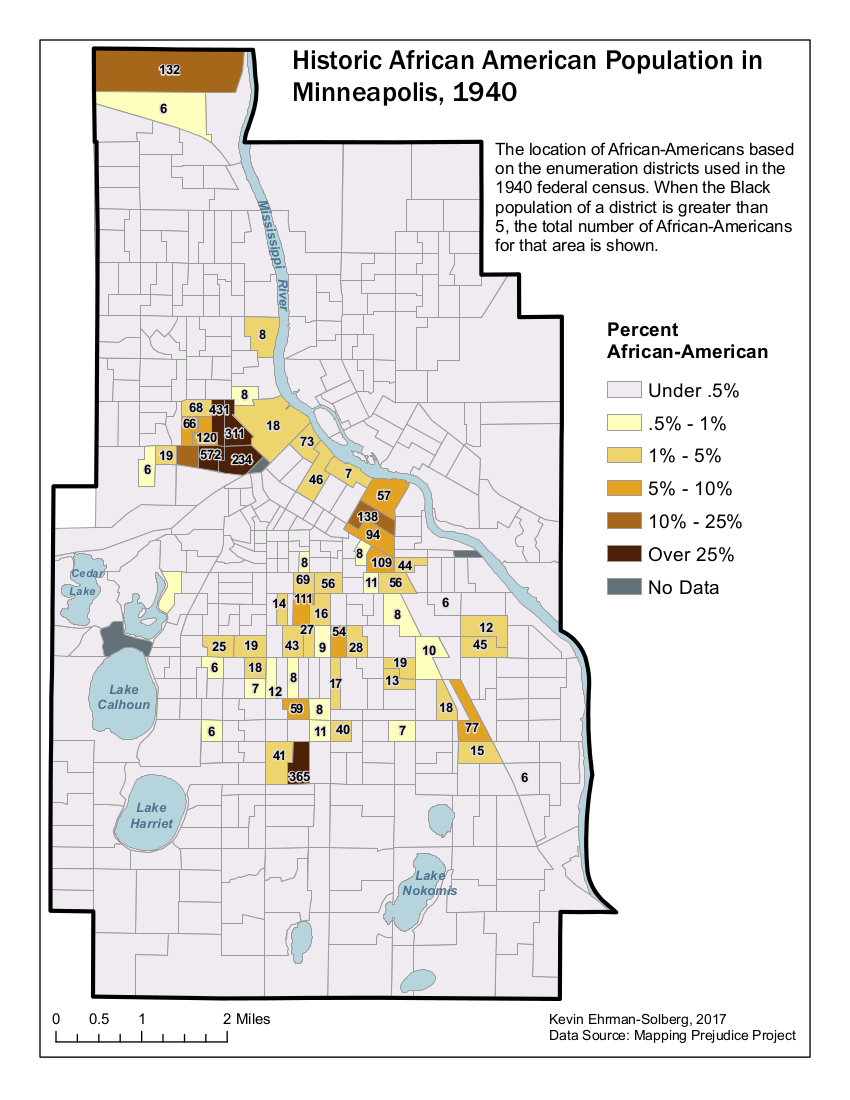 Historic African American Population in
Minneapolis, 1940
The location of African-Americans based
on the enumeration districts used in the
1940 federal census. When the Black
population of a district is greater than
5, the total number of African-Americans
for that area is shown.
Percent
African-American
Under .5%
.5% - 1%
1% - 5%
5% - 10%
10% - 25%
Over 25%
No Data
132
6
Mississippi River
8
8
68
431
66
120
311
18
73
19
572
234
6
46
7
57
138
94
8
8
109
44
Cedar
Lake
69
56
11
56
14
111
16
8
6
27
54
12
25
19
43
9
28
10
45
6
18
8
17
19
13
7
12
Lake
Calhoun
59
8
18
77
6
11
40
7
15
41
365
6
Lake
Harriet
Lake
Nokomis
0 0.5 1 2 Miles
Kevin Ehrman-Solberg, 2017
Data Source: Mapping Prejudice Project